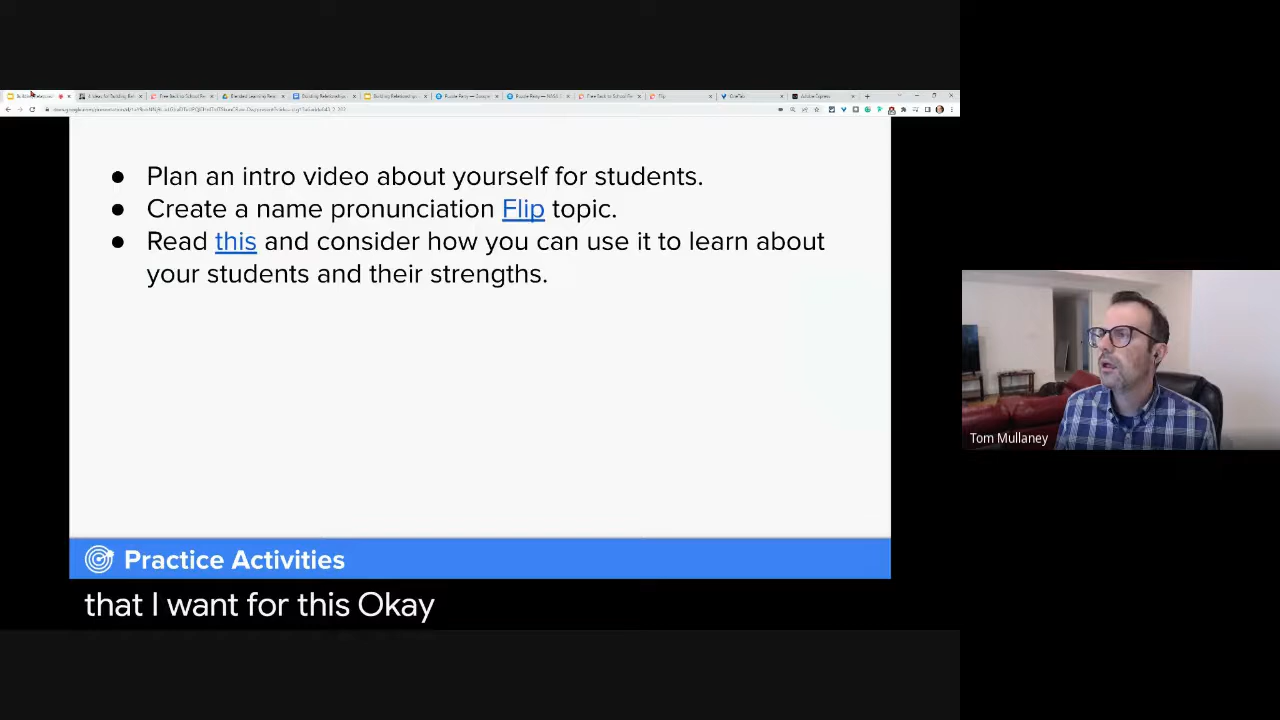 Adobe Express
● Plan an intro video about yourself for students.
● Create a name pronunciation Flip topic.
● Read this and consider how you can use it to learn about
your students and their strengths.
Tom Mullaney
Practice Activities
that I want for this Okay